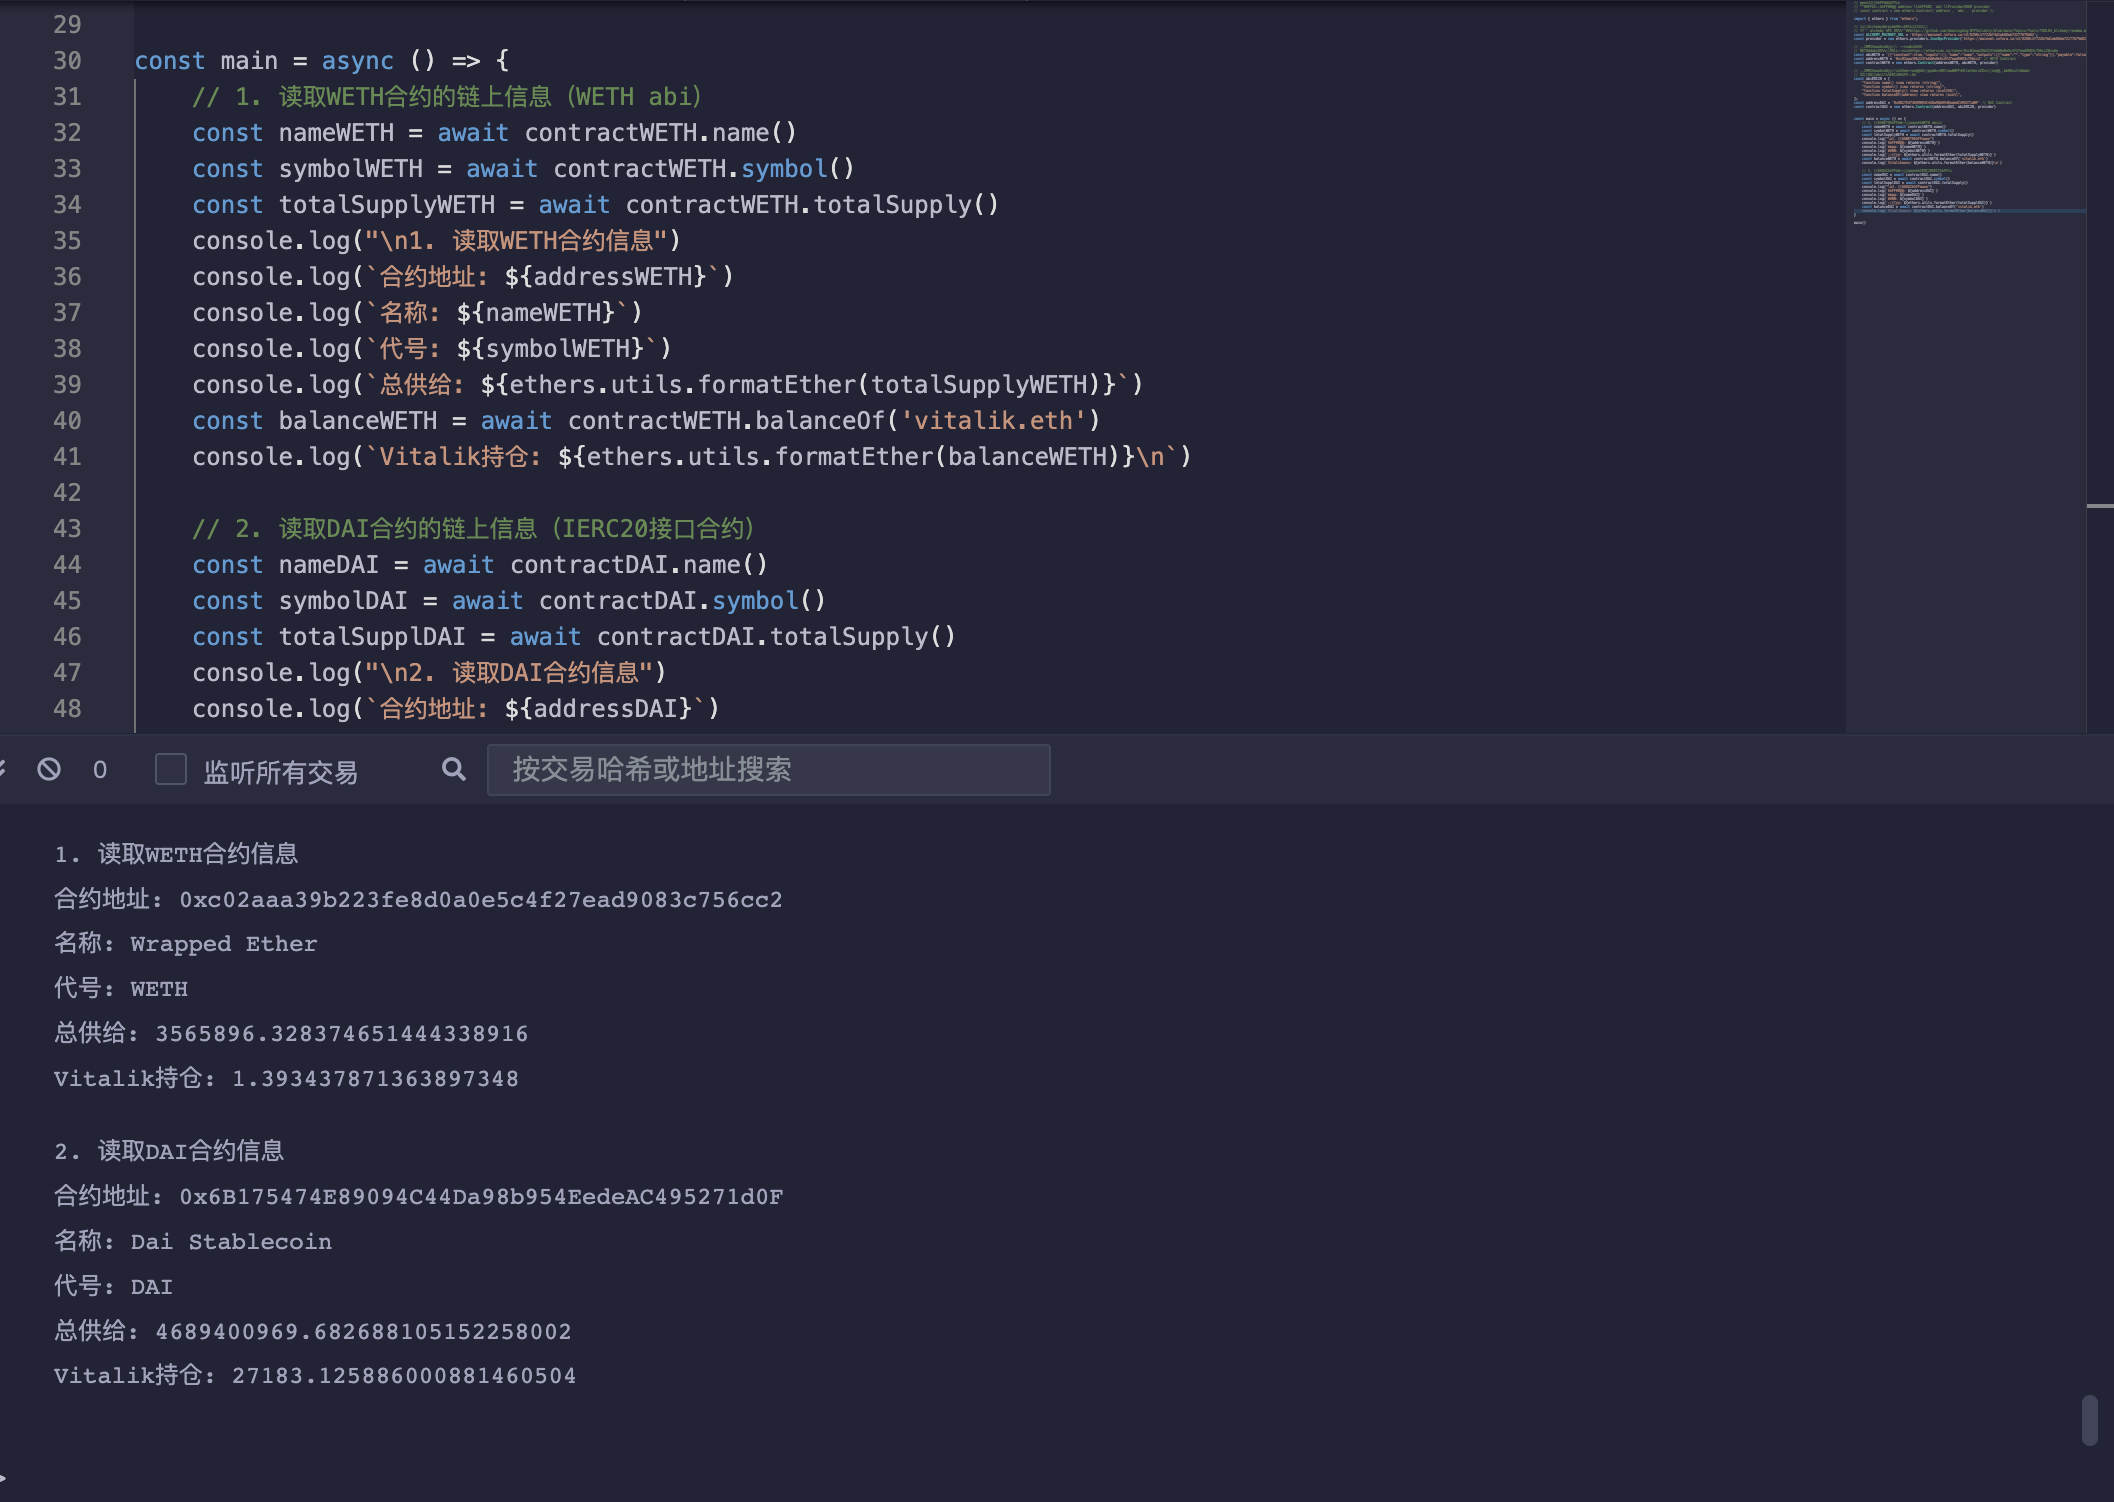 29
30 const main = async () => {
31 // 1. 读取WETH合约的链上信息（WETH abi）
32 const nameWETH = await contractWETH.name()
33 const symbolWETH = await contractWETH.symbol()
34 const totalSupplyWETH = await contractWETH.totalSupply()
35 console.log("\n1. 读取WETH合约信息")
36 console.log(`合约地址: ${addressWETH}`)
37 console.log(`名称: ${nameWETH}`)
38 console.log(`代号: ${symbolWETH}`)
39 console.log(`总供给: ${ethers.utils.formatEther(totalSupplyWETH)}`)
40 const balanceWETH = await contractWETH.balanceOf('vitalik.eth')
41 console.log(`Vitalik持仓: ${ethers.utils.formatEther(balanceWETH)}\n`)
42
43 // 2. 读取DAI合约的链上信息（IERC20接口合约）
44 const nameDAI = await contractDAI.name()
45 const symbolDAI = await contractDAI.symbol()
46 const totalSupplDAI = await contractDAI.totalSupply()
47 console.log("\n2. 读取DAI合约信息")
48 console.log(`合约地址: ${addressDAI}`)
0 监听所有交易 按交易哈希或地址搜索
1. 读取WETH合约信息
合约地址: 0xc02aaa39b223fe8d0a0e5c4f27ead9083c756cc2
名称: Wrapped Ether
代号: WETH
总供给: 3565896.328374651444338916
Vitalik持仓: 1.393437871363897348
2. 读取DAI合约信息
合约地址: 0x6B175474E89094C44Da98b954EedeAC495271d0F
名称: Dai Stablecoin
代号: DAI
总供给: 4689400969.682688105152258002
Vitalik持仓: 27183.125886000881460504
>